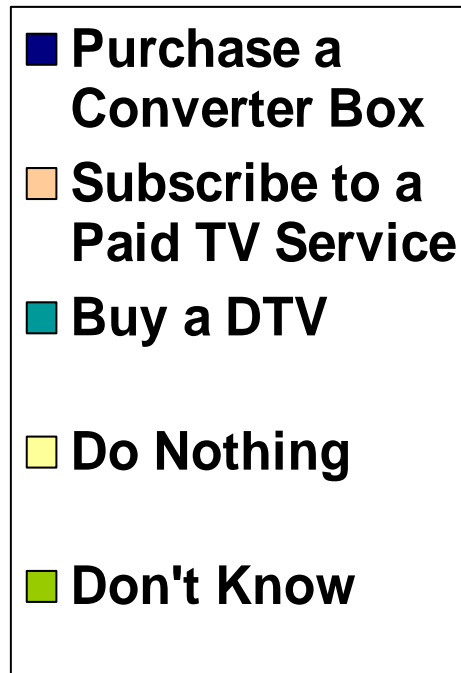 Purchase a
Converter Box
Subscribe to a
Paid TV Service
Buy a DTV
Do Nothing
Don't Know